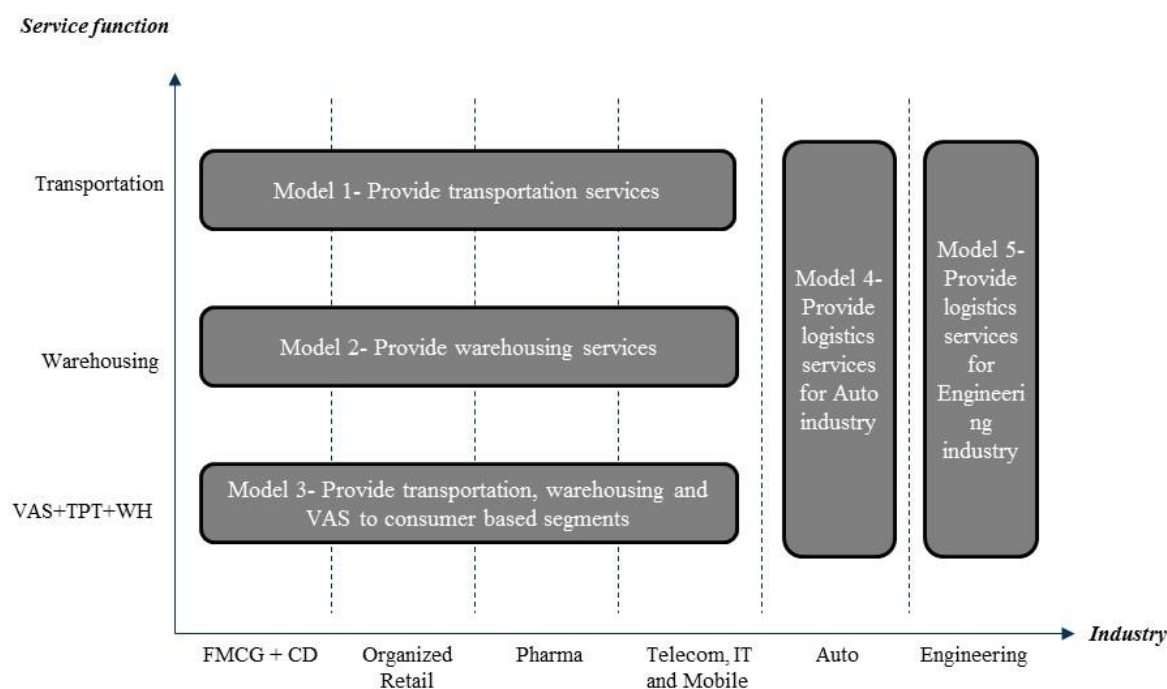 Service function
Transportation
Model 1- Provide transportation services
Warehousing
Model 2- Provide warehousing services
VAS+TPT+WH
Model 3- Provide transportation, warehousing and
VAS to consumer based segments
Model 4-
Provide
logistics
services
for Auto
industry
Model 5-
Provide
logistics
services
for
Engineeri
ng
industry
Industry
FMCG + CD
Organized
Retail
Pharma
Telecom, IT
and Mobile
Auto
Engineering